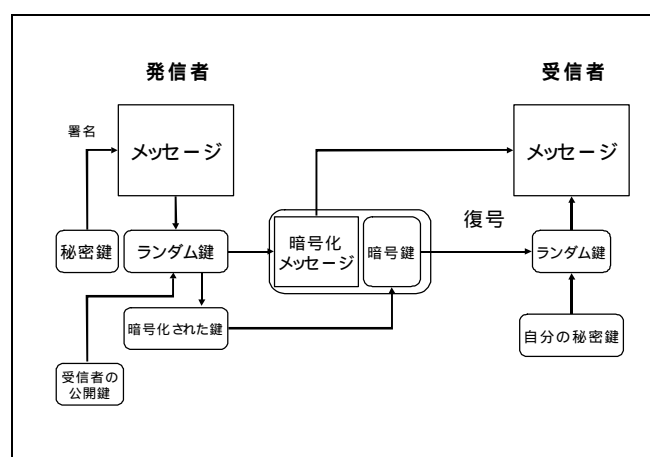 発信者
受信者
署名
メッセージ
メッセージ
秘密鍵
ランダム鍵
暗号化
メッセージ
暗号鍵
復号
ランダム鍵
暗号化された鍵
自分の秘密鍵
受信者の
公開鍵